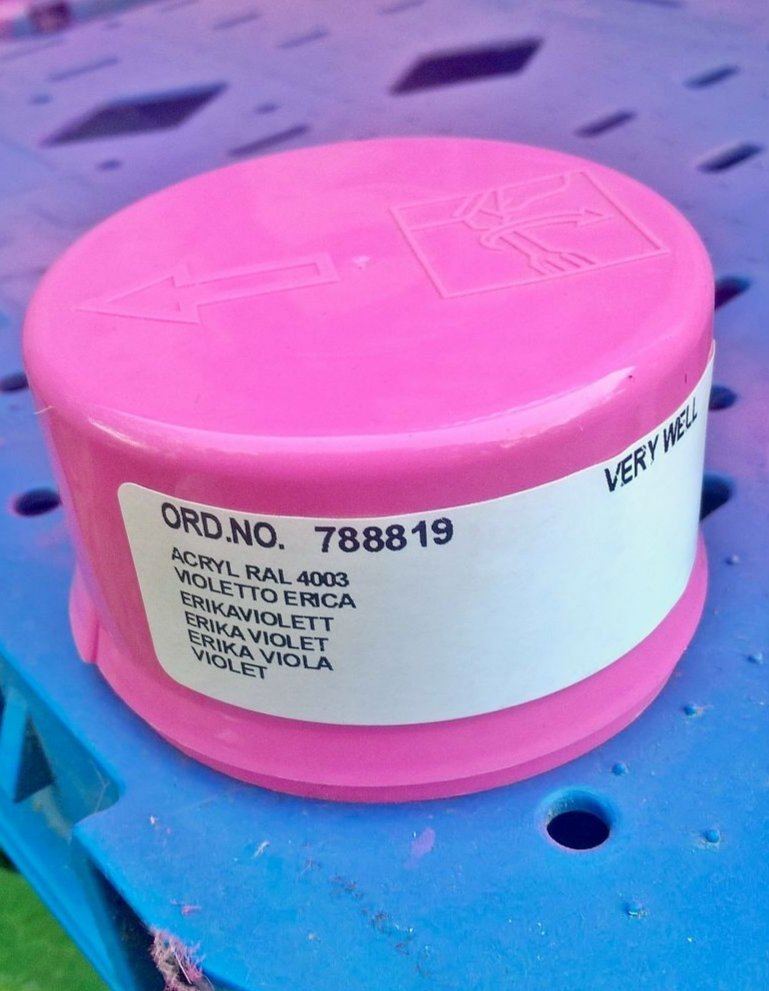 VERY WELL
ORD.NO. 788819
ACRYL RAL 4003
VIOLETTO ERICA
ERIKAVIOLETT
ERIKA VIOLET
ERIKA VIOLA
VIOLET